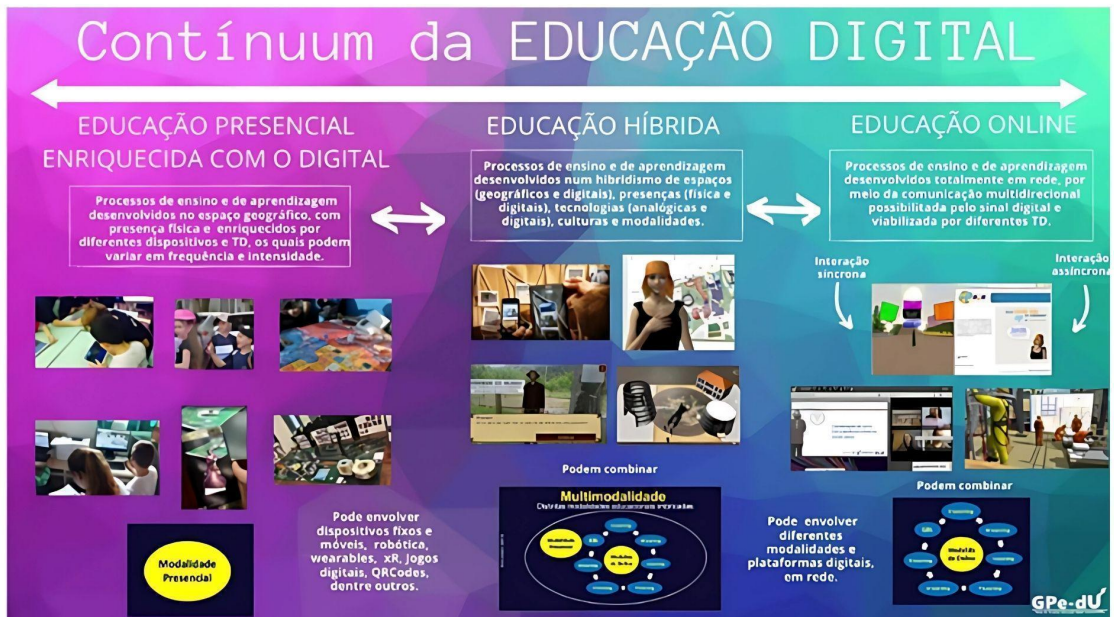 Contínuum da EDUCAÇÃO DIGITAL
EDUCAÇÃO PRESENCIAL
ENRIQUECIDA COM O DIGITAL
Processos de ensino e de aprendizagem
desenvolvidos no espaço geográfico, com
presença física e enriquecidos por
diferentes dispositivos e TD, os quais podem
variar em frequência e intensidade.
Modalidade
Presencial
Pode envolver
dispositivos fixos e
móveis, robótica,
wearables, xR, jogos
digitais, QRCodes,
dentre outros.
EDUCAÇÃO HÍBRIDA
Processos de ensino e de aprendizagem
desenvolvidos num hibridismo de espaços
(geográficos e digitais), presenças (física e
digitais), tecnologias (analógicas e
digitais), culturas e modalidades.
Podem combinar
Multimodalidade
EDUCAÇÃO ONLINE
Processos de ensino e de aprendizagem
desenvolvidos totalmente em rede, por
meio da comunicação multidirecional
possibilitada pelo sinal digital e
viabilizada por diferentes TD.
Interação
síncrona
Interação
assíncrona
Podem combinar
Pode envolver
diferentes
modalidades e
plataformas digitais,
em rede.
GPe-dU